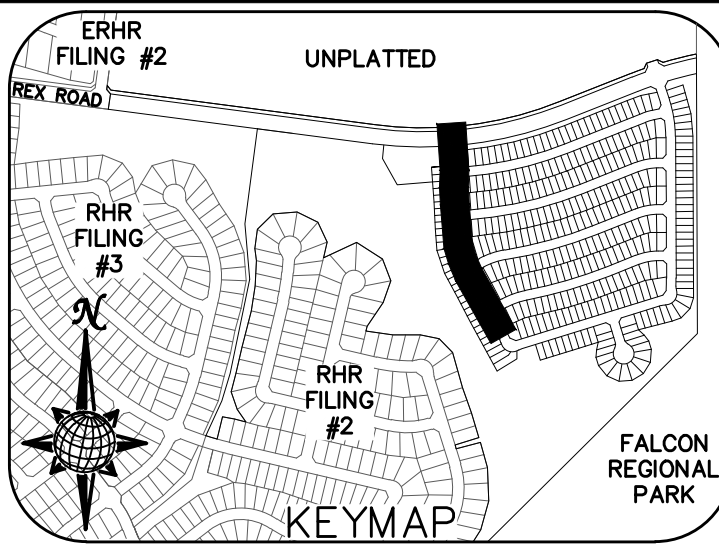 ERHR
FILING #2
UNPLATTED
REX ROAD
RHR
FILING
#3
N
RHR
FILING
#2
FALCON
REGIONAL
PARK
KEYMAP